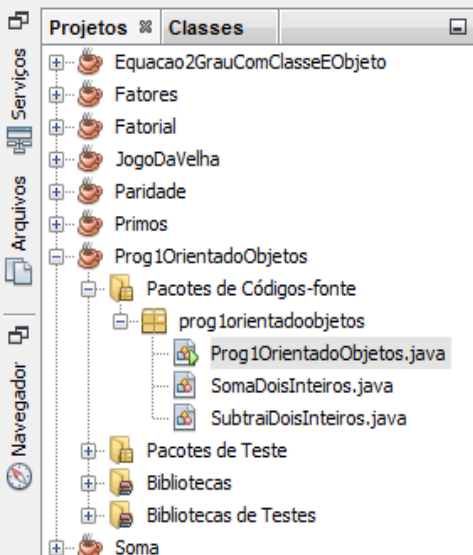 Projetos Classes
Serviços
Arquivos
Navegador
Equacao2GrauComClasseEObjeto
Fatores
Fatorial
JogoDaVelha
Paridade
Primos
Prog1OrientadoObjetos
Pacotes de Códigos-fonte
prog1orientadoobjetos
Prog1OrientadoObjetos.java
SomaDoisInteiros.java
SubtraiDoisInteiros.java
Pacotes de Teste
Bibliotecas
Bibliotecas de Testes
Soma